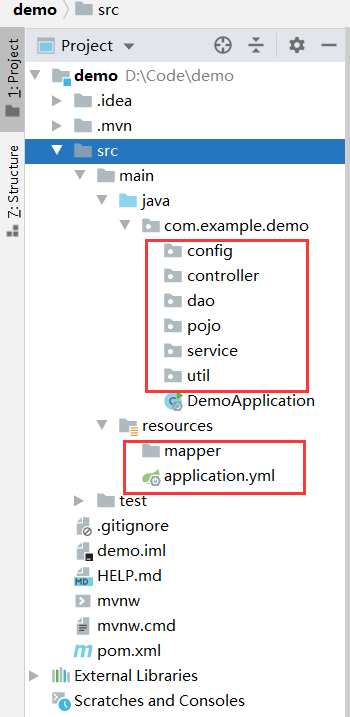 demo src
1: Project
7: Structure
Project
demo D:\Code\demo
.idea
.mvn
src
main
java
com.example.demo
config
controller
dao
pojo
service
util
DemoApplication
resources
mapper
application.yml
test
.gitignore
demo.iml
MD HELP.md
mvnw
mvnw.cmd
m pom.xml
External Libraries
Scratches and Consoles